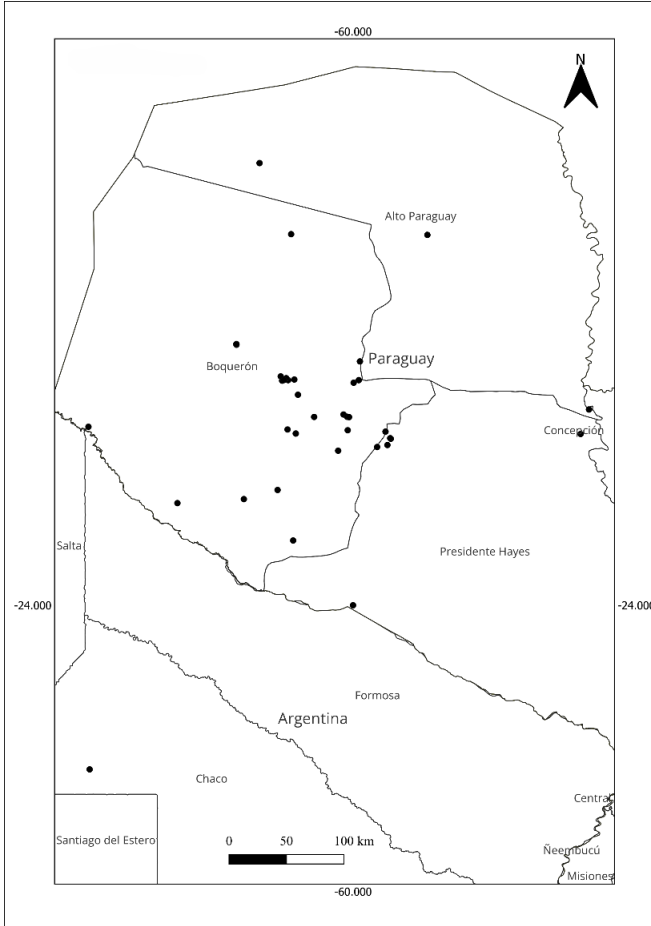 -60.000
N
Alto Paraguay
Paraguay
Boquerón
Concepción
Salta
Presidente Hayes
-24.000
-24.000
Formosa
Argentina
Chaco
Central
Santiago del Estero
0 50 100 km
Ñeembucú
Misiones
-60.000